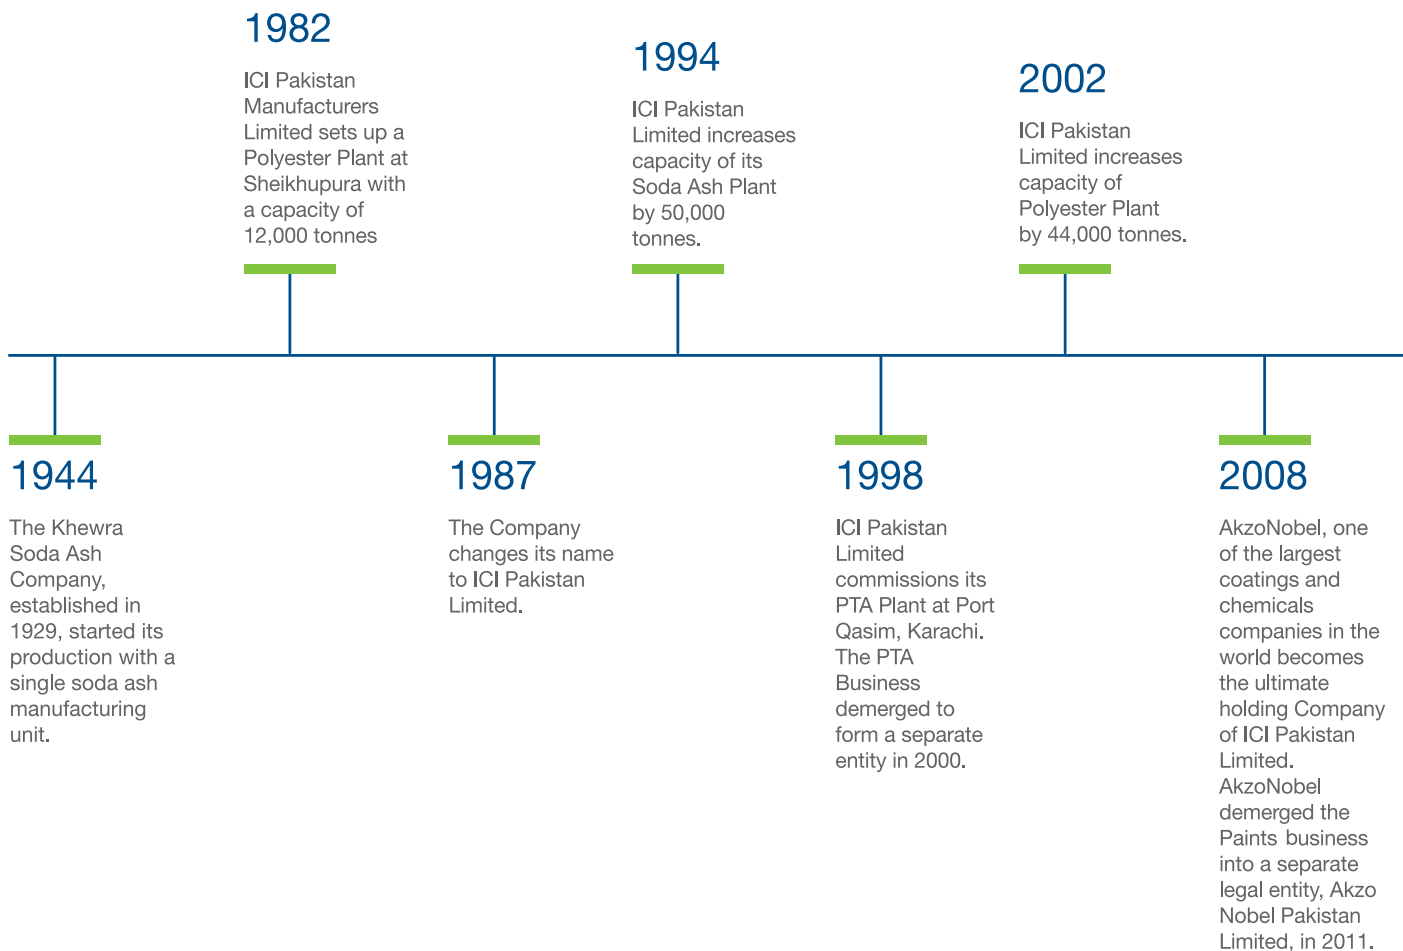 1982
ICI Pakistan
Manufacturers
Limited sets up a
Polyester Plant at
Sheikhupura with
a capacity of
12,000 tonnes
1994
ICI Pakistan
Limited increases
capacity of its
Soda Ash Plant
by 50,000
tonnes.
2002
ICI Pakistan
Limited increases
capacity of
Polyester Plant
by 44,000 tonnes.
1944
The Khewra
Soda Ash
Company,
established in
1929, started its
production with a
single soda ash
manufacturing
unit.
1987
The Company
changes its name
to ICI Pakistan
Limited.
1998
ICI Pakistan
Limited
commissions its
PTA Plant at Port
Qasim, Karachi.
The PTA
Business
demerged to
form a separate
entity in 2000.
2008
AkzoNobel, one
of the largest
coatings and
chemicals
companies in the
world becomes
the ultimate
holding Company
of ICI Pakistan
Limited.
AkzoNobel
demerged the
Paints business
into a separate
legal entity, Akzo
Nobel Pakistan
Limited, in 2011.